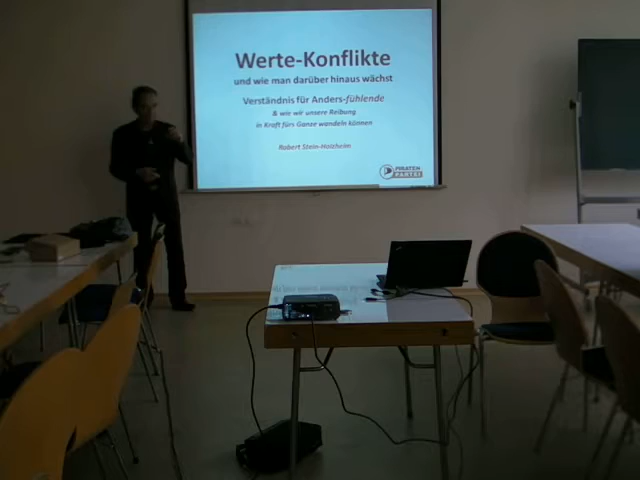 Werte-Konflikte
und wie man darüber hinaus wächst
Verständnis für Anders-fühlende
& wie wir unsere Reibung
in Kraft fürs Ganze wandeln können
Robert Stein-Holzheim
PIRATEN
PARTEI